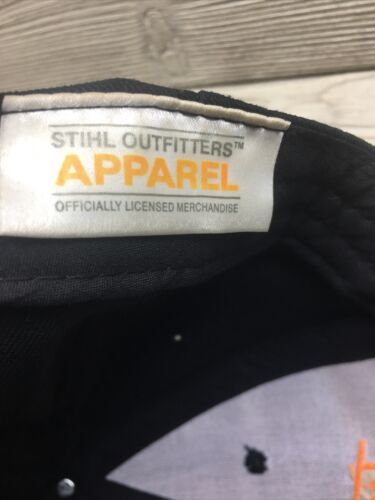 STIHL OUTFITTERS™
APPAREL
OFFICIALLY LICENSED MERCHANDISE